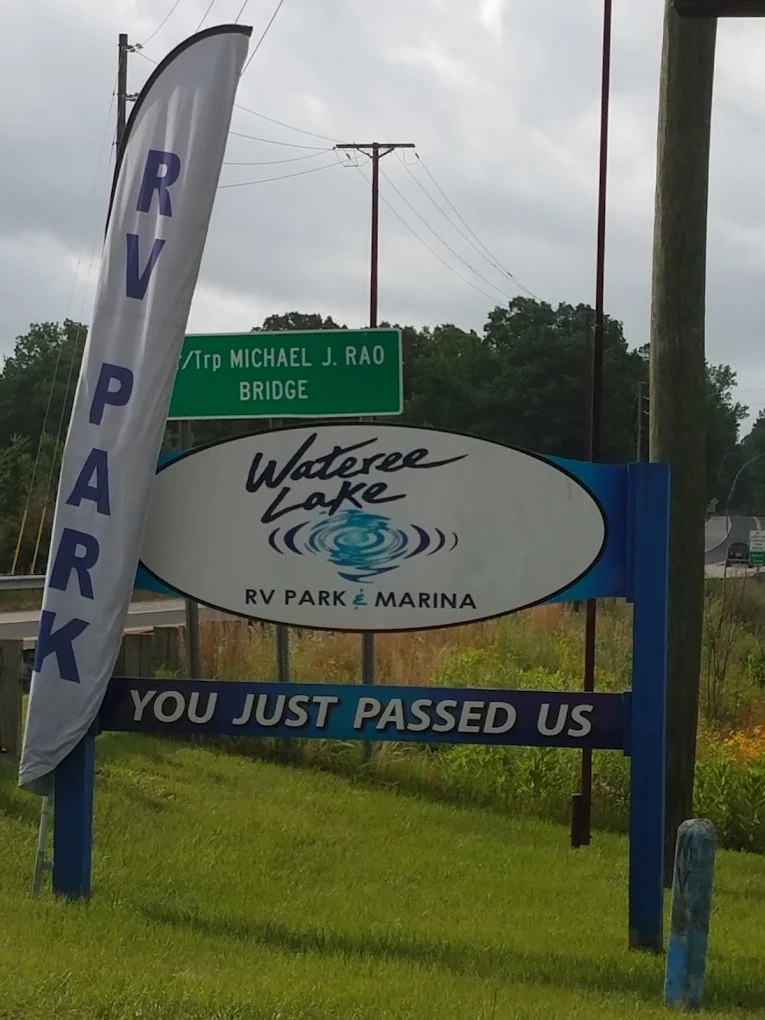 RV PARK
/Trp MICHAEL J. RAO
BRIDGE
Wateree
Lake
RV PARK & MARINA
YOU JUST PASSED US